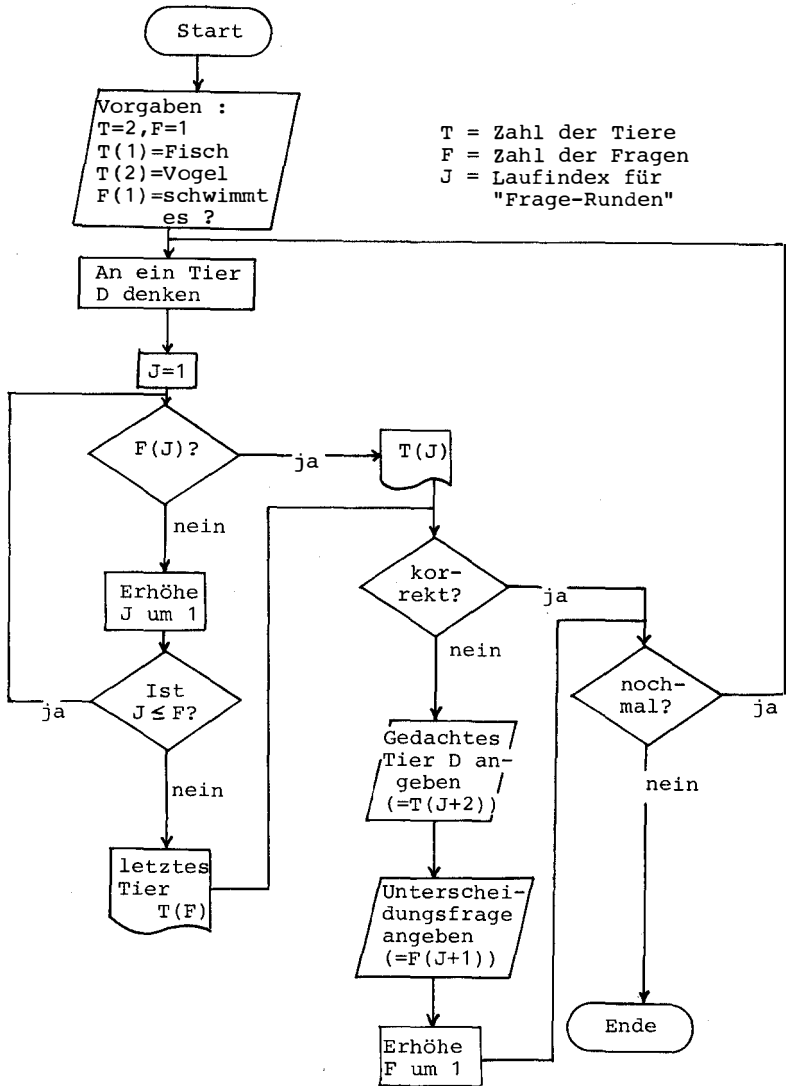 Start
Vorgaben :
T=2,F=1
T(1)=Fisch
T(2)=Vogel
F(1)=schwimmt
es ?
T = Zahl der Tiere
F = Zahl der Fragen
J = Laufindex für
"Frage-Runden"
An ein Tier
D denken
J=1
F(J)?
ja
T(J)
nein
Erhöhe
J um 1
Ist
J≤F?
ja
nein
letztes
Tier
T(F)
kor-
rekt?
ja
nein
Gedachtes
Tier D an-
geben
(=T(J+2))
Unterschei-
dungsfrage
angeben
(=F(J+1))
Erhöhe
F um 1
noch-
mal?
ja
nein
Ende